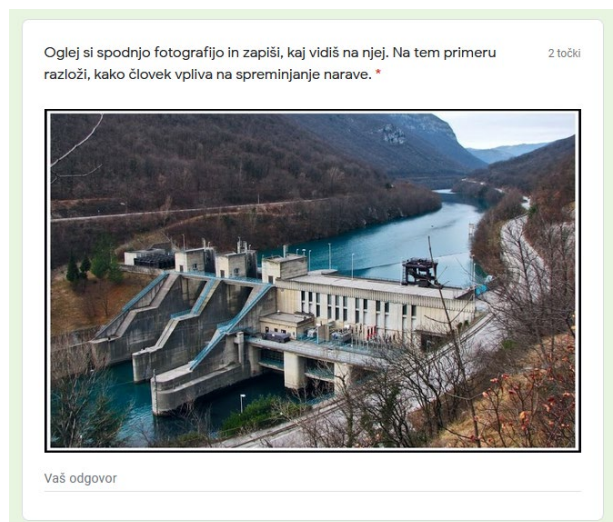 Oglej si spodnjo fotografijo in zapiši, kaj vidiš na njej. Na tem primeru
2 točki
razloži, kako človek vpliva na spreminjanje narave. *
Vaš odgovor